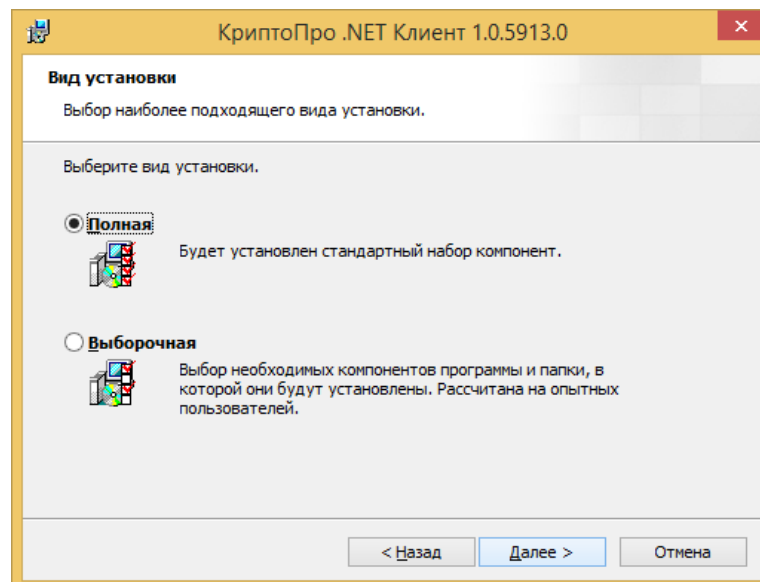 КриптоПро .NET Клиент 1.0.5913.0
Вид установки
Выбор наиболее подходящего вида установки.
Выберите вид установки.
Полная
Будет установлен стандартный набор компонент.
Выборочная
Выбор необходимых компонентов программы и папки, в
которой они будут установлены. Рассчитана на опытных
пользователей.
< Назад
Далее >
Отмена